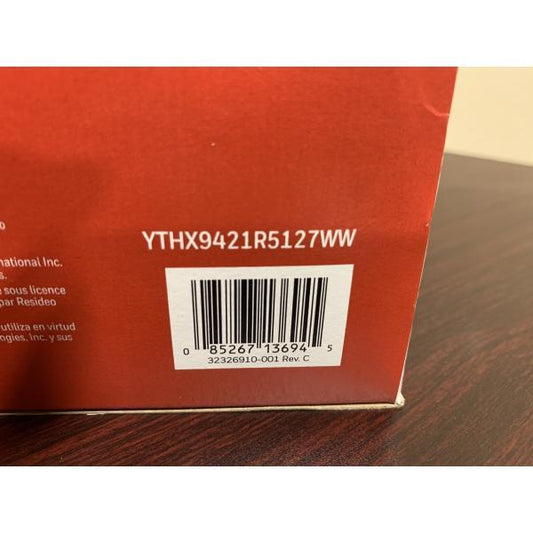 national Inc.
s.
sous licence
par Resideo
utiliza en virtud
ologies, Inc. y sus
YTHX9421R5127WW
0 85267 13694 5
32326910-001 Rev. C